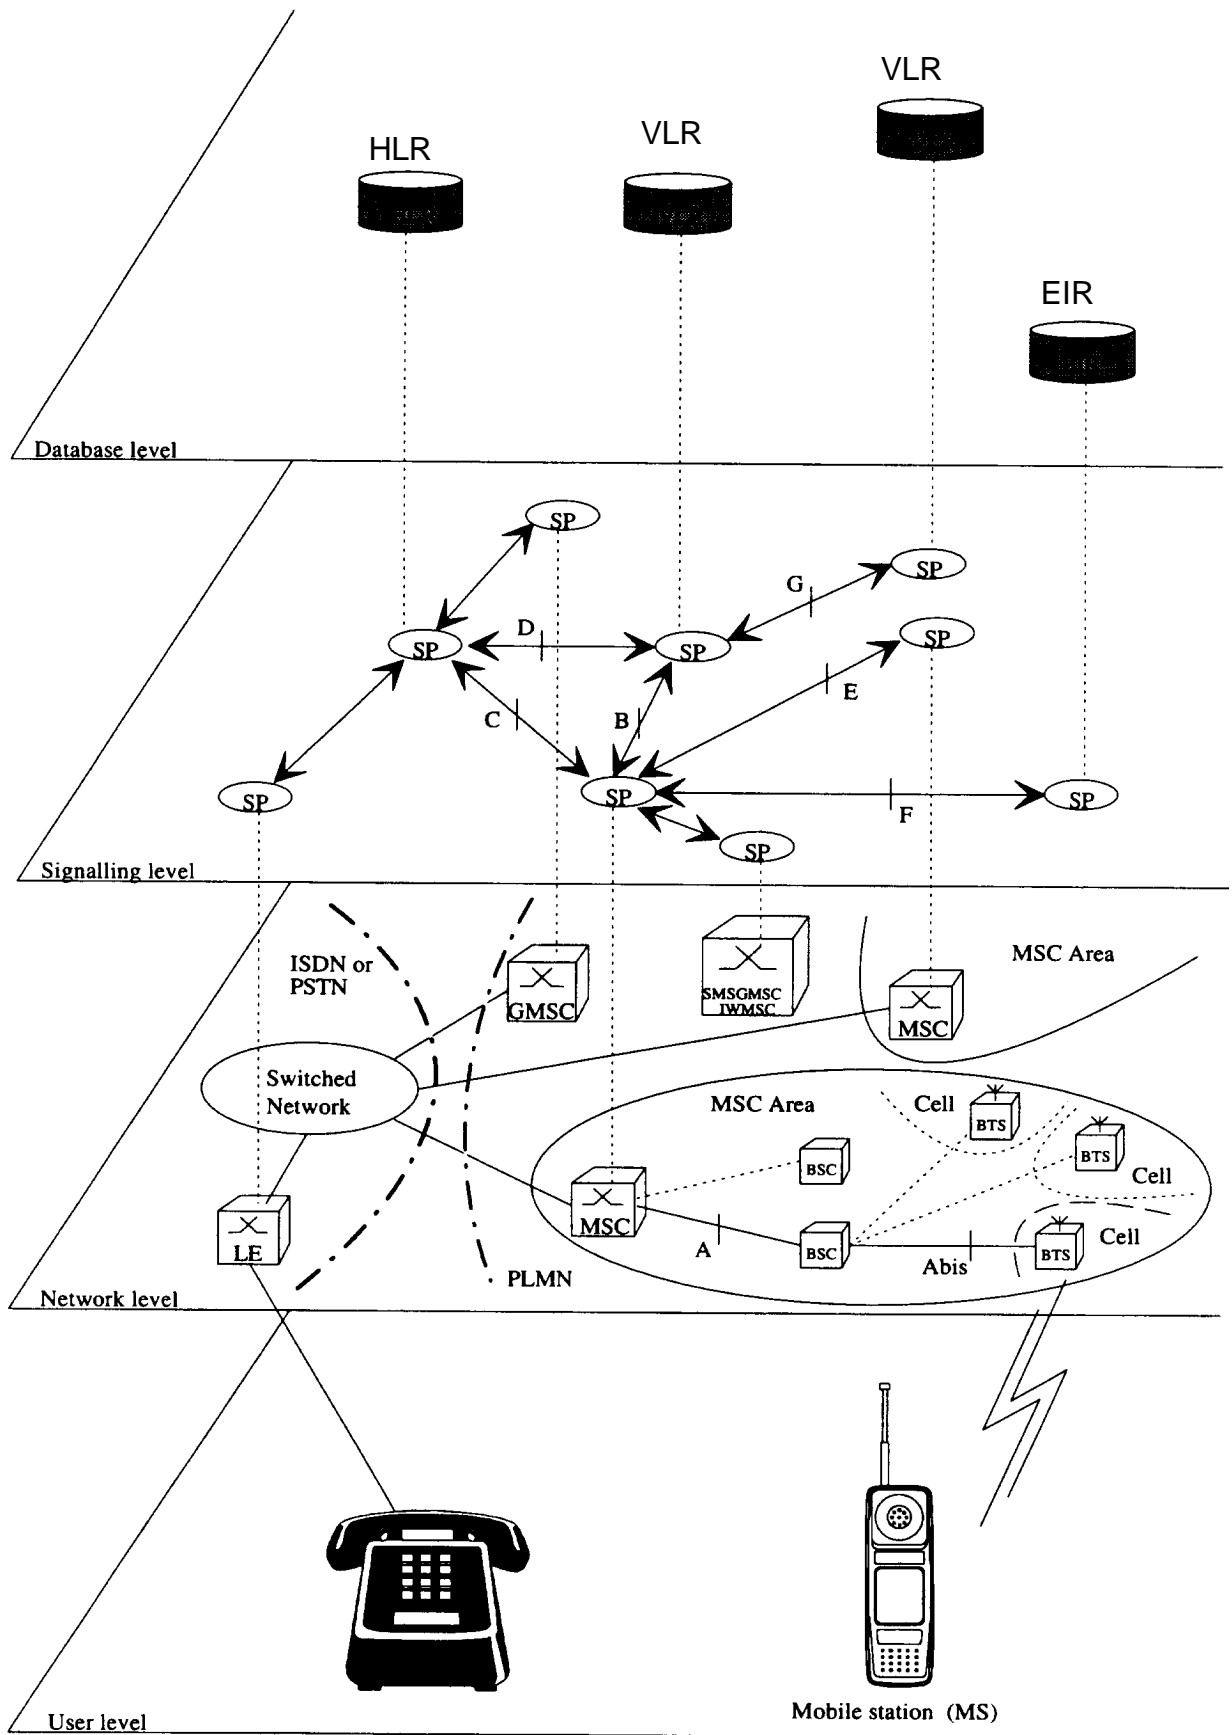 VLR
VLR
HLR
EIR
Database level
SP
SP
G
D
SP
SP
SP
E
C
B
SP
SP
SP
F
SP
Signalling level
ISDN or
PSTN
GMSC
SMSGMSC
IWMSC
MSC Area
MSC
Switched
Network
MSC Area
Cell
BTS
BTS
BSC
Cell
MSC
LE
A
BSC
Abis
BTS
Cell
PLMN
Network level
Mobile station (MS)
User level